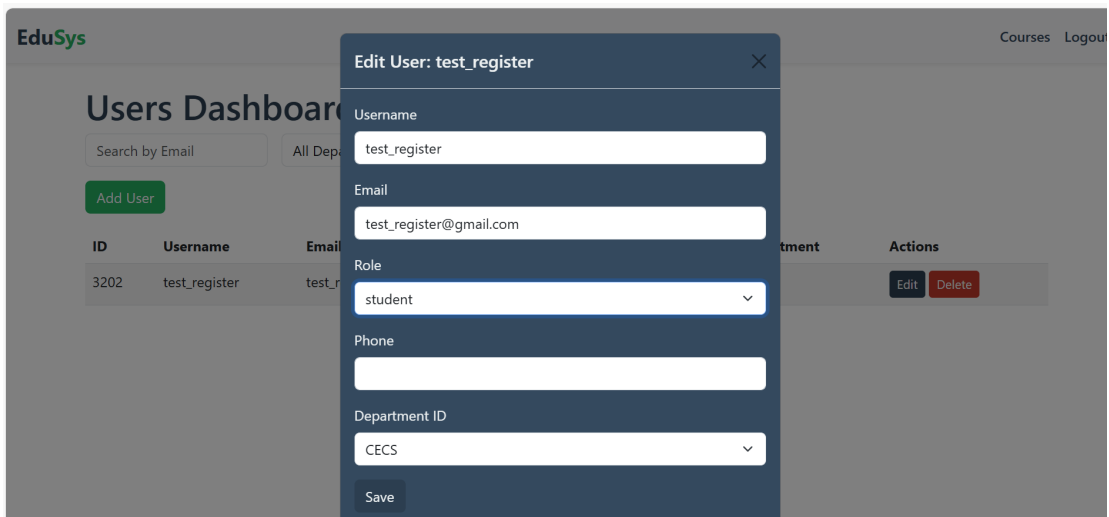 EduSys
Courses Logout
Edit User: test_register
Users Dashboar
Username
test_register
Search by Email
All Depa
Email
test_register@gmail.com
Add User
ID Username Email tment Actions
3202 test_register test_r Edit Delete
Role
student
Phone
Department ID
CECS
Save